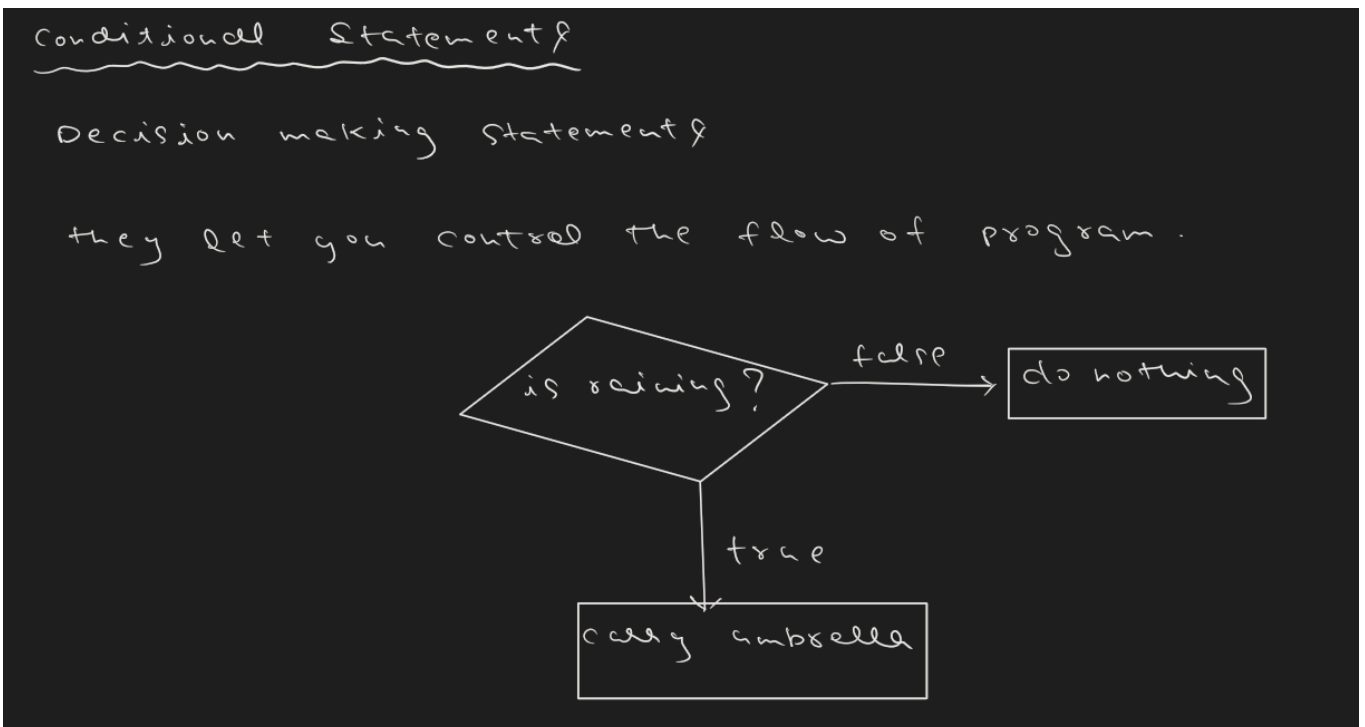 Conditional Statements
Decision making Statements
they let you control the flow of program.
is raining?
false
do nothing
true
carry umbrella